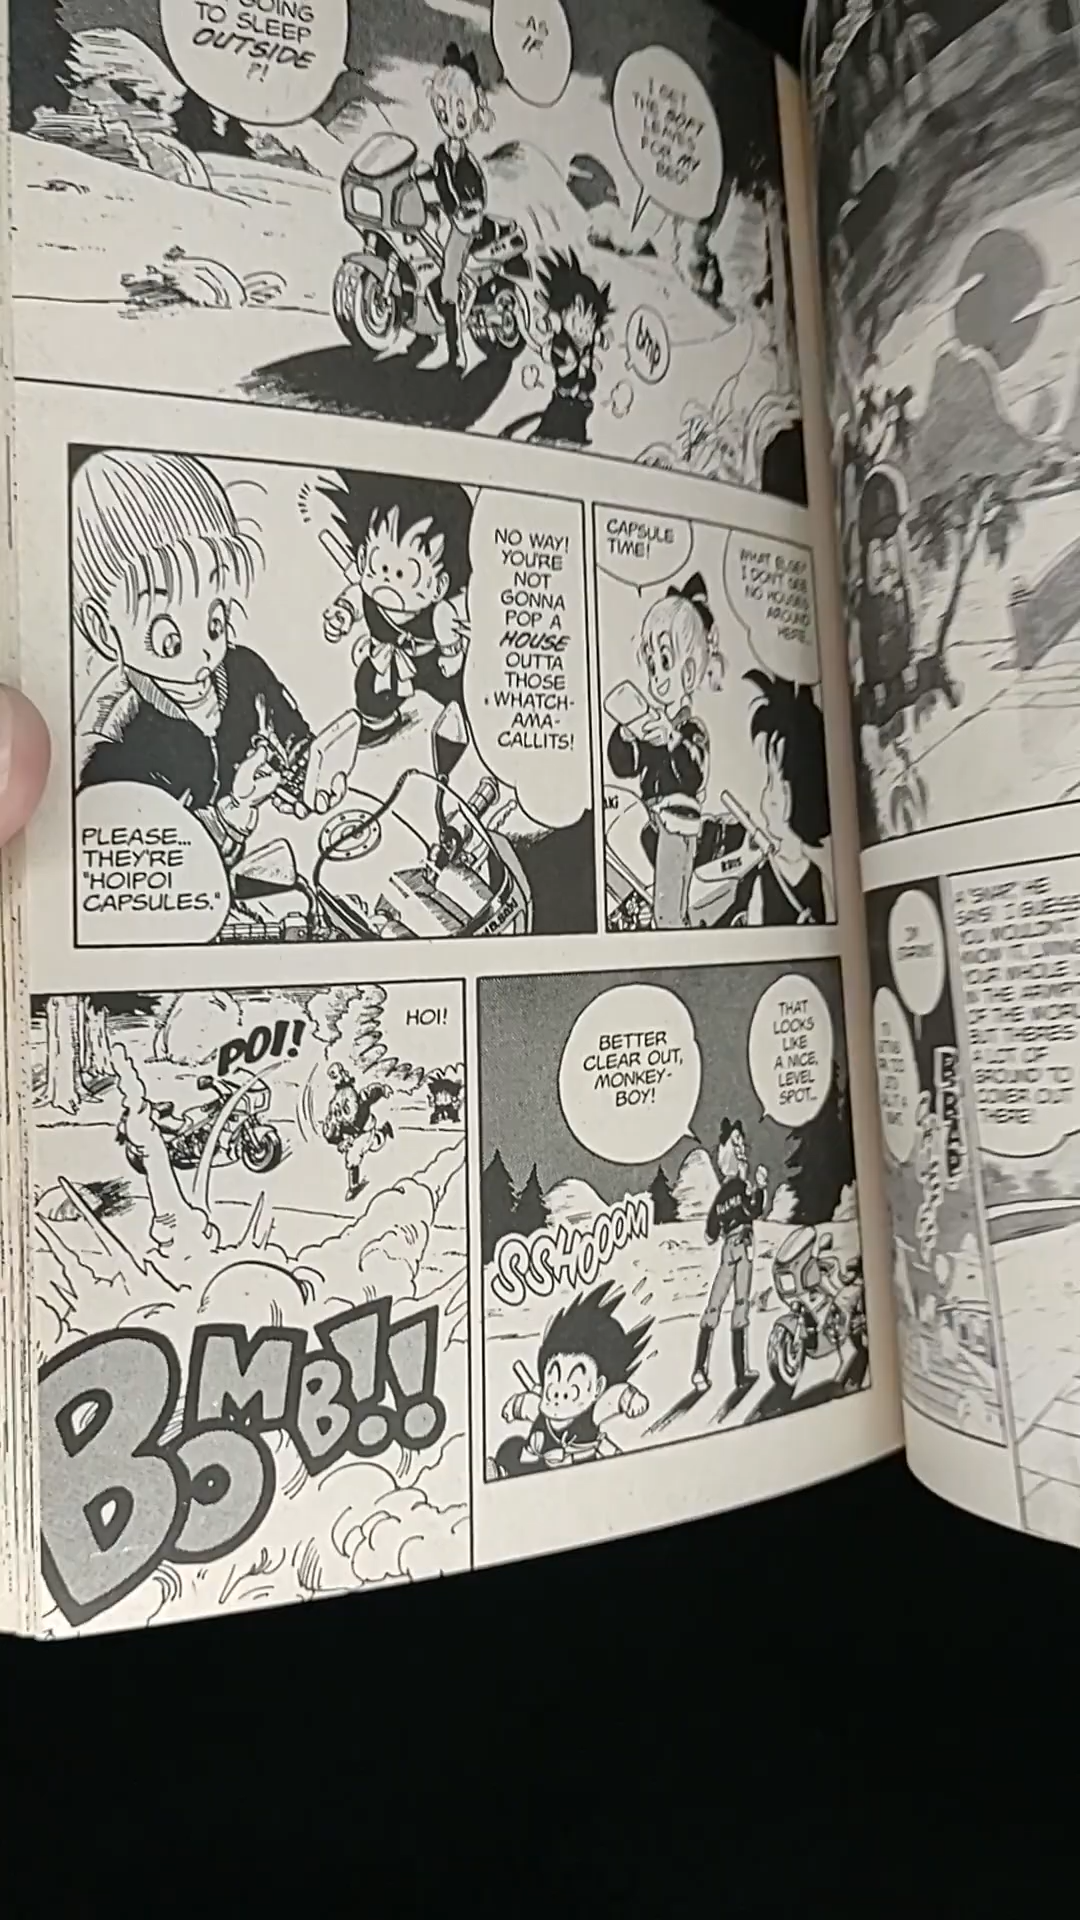 GOING
TO SLEEP
OUTSIDE
?!
AS
IF.
I GET
THE SOFT
LEAVES
FOR MY
BED!
bmp
CAPSULE
TIME!
WHAT ELSE?
I DON'T SEE
NO HOUSES
AROUND
HERE...
NO WAY!
YOU'RE
NOT
GONNA
POP A
HOUSE
OUTTA
THOSE
WHATCH-
AMA-
CALLITS!
PLEASE...
THEY'RE
"HOIPOI
CAPSULES."
THAT
LOOKS
LIKE
A NICE,
LEVEL
SPOT...
BETTER
CLEAR OUT,
MONKEY-
BOY!
BULMA
SSHOOOM
HOI!
POI!
BOMB!!
A "SNAP," HE
SAYS! I GUESS
YOU WOULDN'T
KNOW IT, LIVING
YOUR WHOLE
IN THE ARMPIT
OF THE WORLD
BUT THERE'S
A LOT OF
GROUND TO
COVER OUT
THERE!